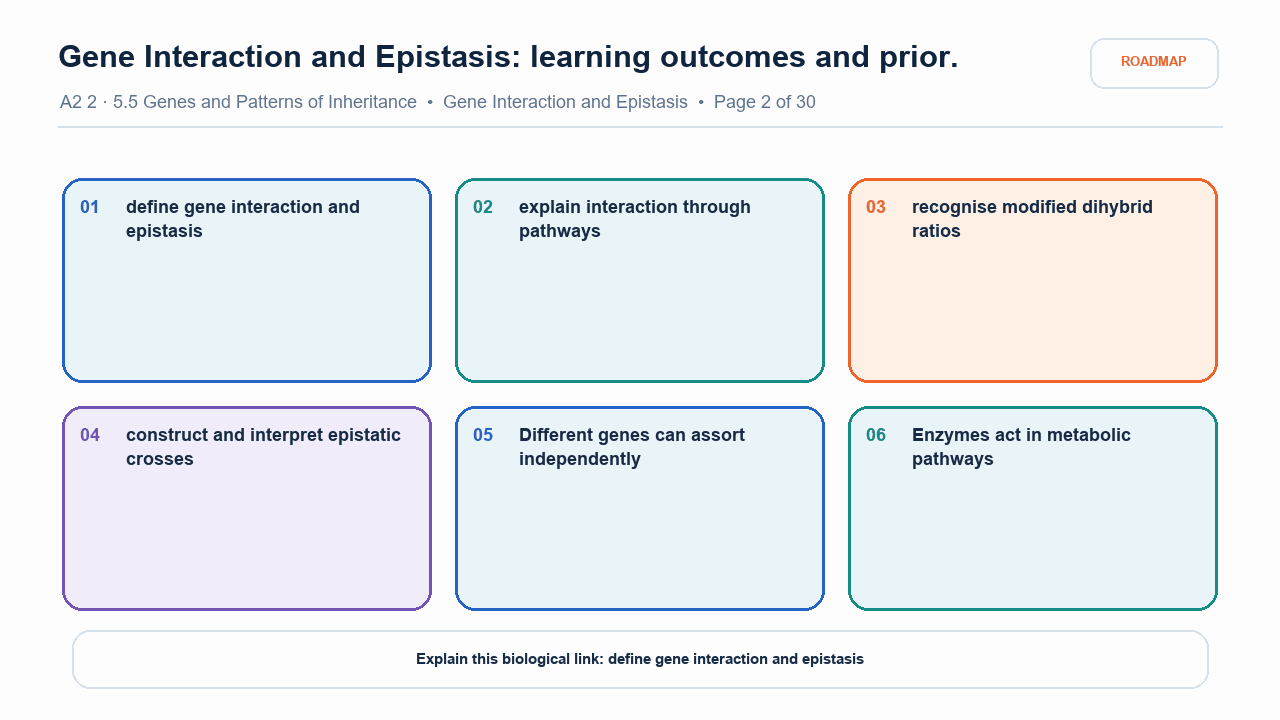 Gene Interaction and Epistasis: learning outcomes and prior.
ROADMAP
A2 2 · 5.5 Genes and Patterns of Inheritance • Gene Interaction and Epistasis • Page 2 of 30
01 define gene interaction and
epistasis
02 explain interaction through
pathways
03 recognise modified dihybrid
ratios
04 construct and interpret epistatic
crosses
05 Different genes can assort
independently
06 Enzymes act in metabolic
pathways
Explain this biological link: define gene interaction and epistasis